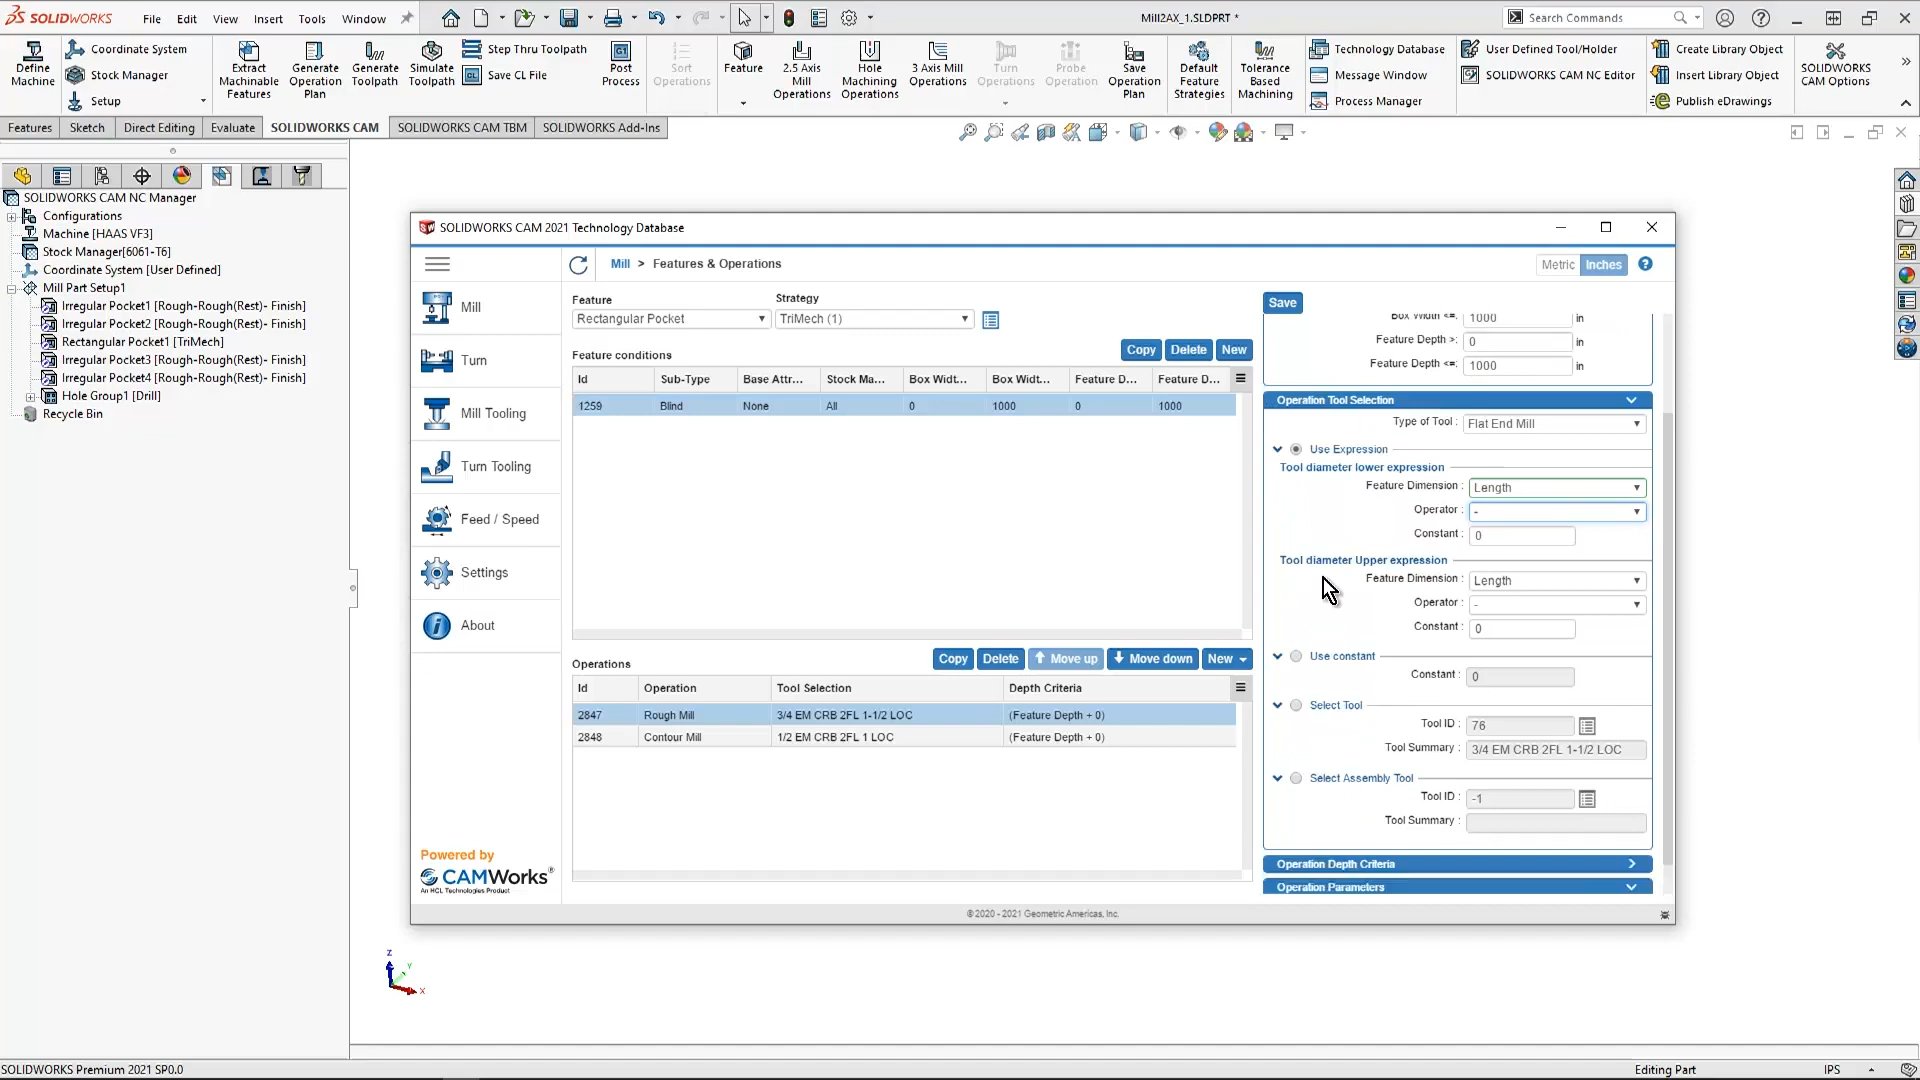 SOLIDWORKS File Edit View Insert Tools Window Mill2AX_1.SLDPRT * Search Commands
Define Machine
Coordinate System
Stock Manager
Setup
Extract Machinable Features
Generate Operation Plan
Generate Toolpath
Simulate Toolpath
Step Thru Toolpath
Save CL File
Post Process
Sort Operations
Feature
2.5 Axis Mill Operations
Hole Machining Operations
3 Axis Mill Operations
Turn Operations
Probe Operation
Save Operation Plan
Default Feature Strategies
Tolerance Based Machining
Technology Database
Message Window
Process Manager
User Defined Tool/Holder
SOLIDWORKS CAM NC Editor
Create Library Object
Insert Library Object
Publish eDrawings
SOLIDWORKS CAM Options
Features Sketch Direct Editing Evaluate SOLIDWORKS CAM SOLIDWORKS CAM TBM SOLIDWORKS Add-Ins
SOLIDWORKS CAM NC Manager
Configurations
Machine [HAAS VF3]
Stock Manager[6061-T6]
Coordinate System [User Defined]
Mill Part Setup1
Irregular Pocket1 [Rough-Rough(Rest)- Finish]
Irregular Pocket2 [Rough-Rough(Rest)- Finish]
Rectangular Pocket1 [TriMech]
Irregular Pocket3 [Rough-Rough(Rest)- Finish]
Irregular Pocket4 [Rough-Rough(Rest)- Finish]
Hole Group1 [Drill]
Recycle Bin
SOLIDWORKS CAM 2021 Technology Database
Mill > Features & Operations
Metric Inches ?
Mill
Turn
Mill Tooling
Turn Tooling
Feed / Speed
Settings
About
Powered by
CAMWorks®
An HCL Technologies Product
Feature Strategy
Rectangular Pocket TriMech (1)
Feature conditions Copy Delete New
Id Sub-Type Base Attr... Stock Ma... Box Widt... Box Widt... Feature D... Feature D...
1259 Blind None All 0 1000 0 1000
Operations Copy Delete Move up Move down New
Id Operation Tool Selection Depth Criteria
2847 Rough Mill 3/4 EM CRB 2FL 1-1/2 LOC (Feature Depth + 0)
2848 Contour Mill 1/2 EM CRB 2FL 1 LOC (Feature Depth + 0)
Save
Box Width <=: 1000 in
Feature Depth >: 0 in
Feature Depth <=: 1000 in
Operation Tool Selection
Type of Tool : Flat End Mill
Use Expression
Tool diameter lower expression
Feature Dimension : Length
Operator : -
Constant : 0
Tool diameter Upper expression
Feature Dimension : Length
Operator : -
Constant : 0
Use constant
Constant : 0
Select Tool
Tool ID : 76
Tool Summary : 3/4 EM CRB 2FL 1-1/2 LOC
Select Assembly Tool
Tool ID : -1
Tool Summary :
Operation Depth Criteria
Operation Parameters
© 2020 - 2021 Geometric Americas, Inc.
Z
Y
X
SOLIDWORKS Premium 2021 SP0.0 Editing Part IPS